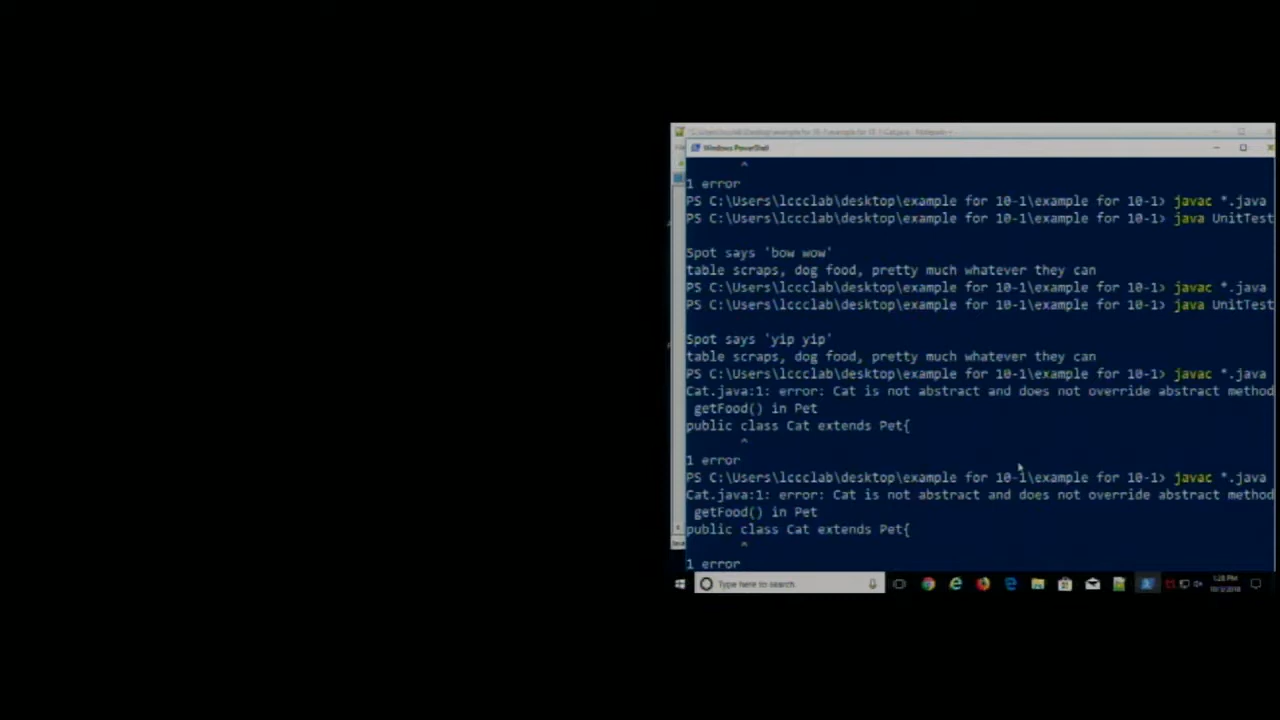 Windows PowerShell
^
1 error
PS C:\Users\lccclab\desktop\example for 10-1\example for 10-1> javac *.java
PS C:\Users\lccclab\desktop\example for 10-1\example for 10-1> java UnitTest
Spot says 'bow wow'
table scraps, dog food, pretty much whatever they can
PS C:\Users\lccclab\desktop\example for 10-1\example for 10-1> javac *.java
PS C:\Users\lccclab\desktop\example for 10-1\example for 10-1> java UnitTest
Spot says 'yip yip'
table scraps, dog food, pretty much whatever they can
PS C:\Users\lccclab\desktop\example for 10-1\example for 10-1> javac *.java
Cat.java:1: error: Cat is not abstract and does not override abstract method
getFood() in Pet
public class Cat extends Pet{
^
1 error
PS C:\Users\lccclab\desktop\example for 10-1\example for 10-1> javac *.java
Cat.java:1: error: Cat is not abstract and does not override abstract method
getFood() in Pet
public class Cat extends Pet{
^
1 error
Type here to search
1:28 PM